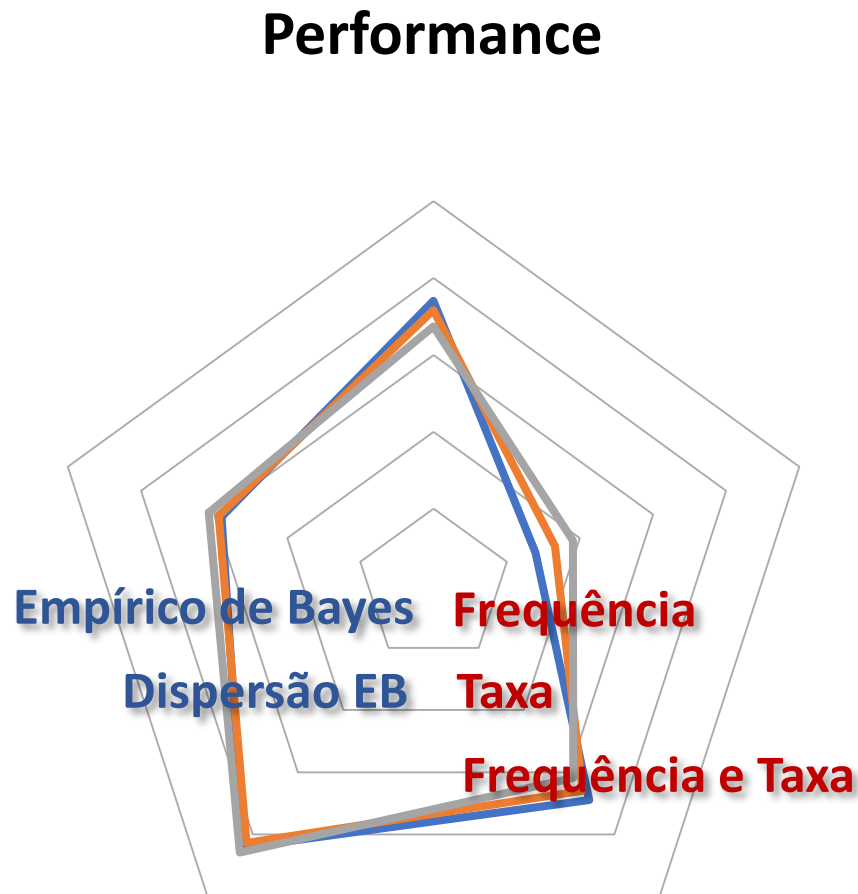 Performance
Empírico de Bayes
Frequência
Dispersão EB
Taxa
Frequência e Taxa